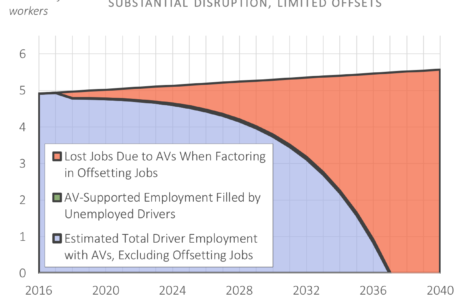 SUBSTANTIAL DISRUPTION, LIMITED OFFSETS
workers
6
5
4
3
2
1
0
Lost Jobs Due to AVs When Factoring
in Offsetting Jobs
AV-Supported Employment Filled by
Unemployed Drivers
Estimated Total Driver Employment
with AVs, Excluding Offsetting Jobs
2016
2020
2024
2028
2032
2036
2040